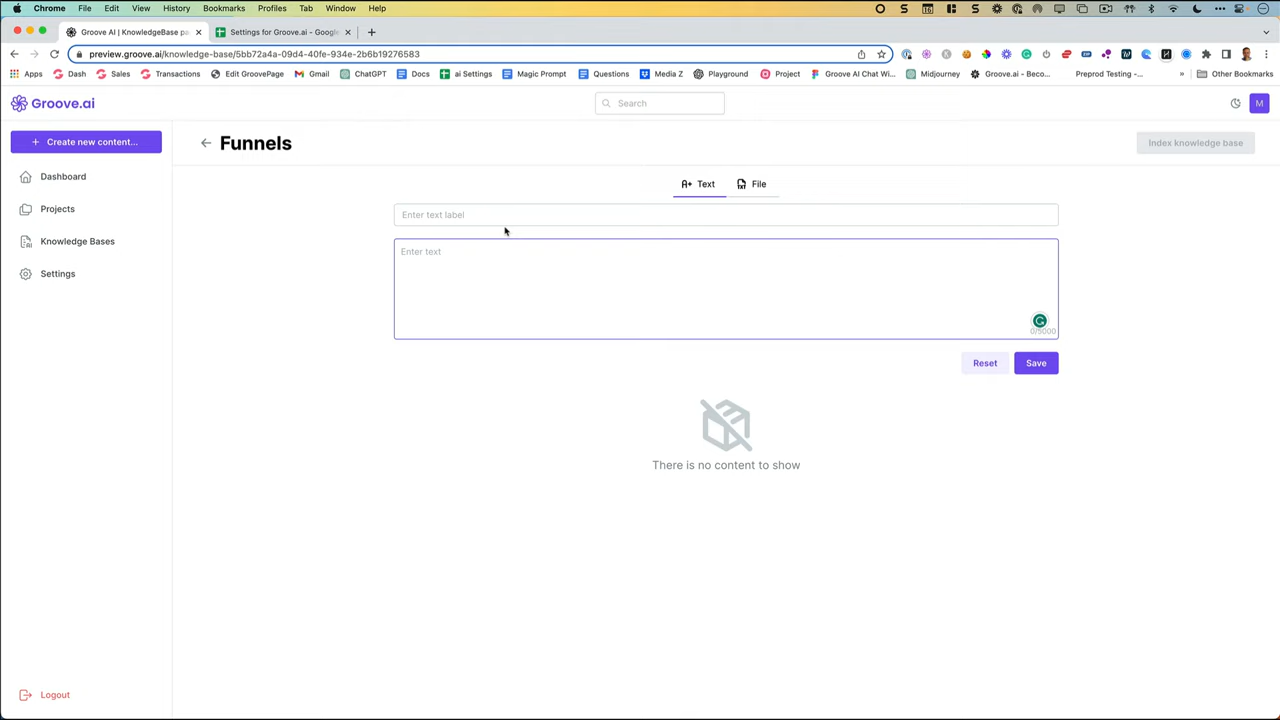 Chrome File Edit View History Bookmarks Profiles Tab Window Help
Groove AI | KnowledgeBase pa
Settings for Groove.ai - Google
preview.groove.ai/knowledge-base/5bb72a4a-09d4-40fe-934e-2b6b19276583
Apps Dash Sales Transactions Edit GroovePage Gmail ChatGPT Docs ai Settings Magic Prompt Questions Media Z Playground Project Groove AI Chat Wi... Midjourney Groove.ai - Beco... Preprod Testing -... » Other Bookmarks
Groove.ai
Search
M
+ Create new content...
Funnels
Index knowledge base
Dashboard
Projects
Knowledge Bases
Settings
Text
File
Enter text label
Enter text
0/5000
Reset
Save
There is no content to show
Logout